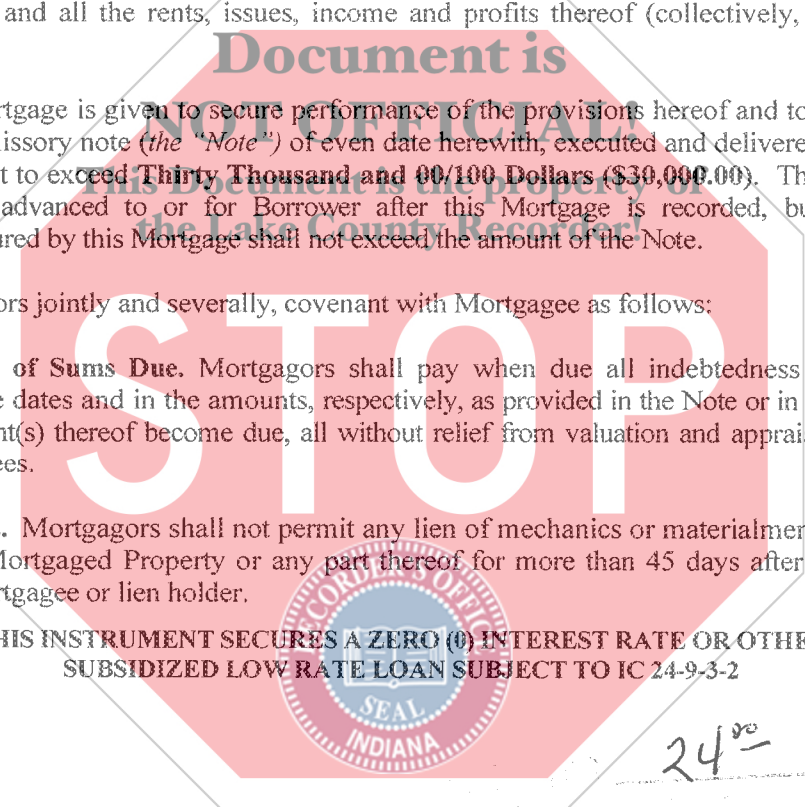 and all the rents, issues, income and profits thereof (collectively,
Document is
rtgage is given to secure performance of the provisions hereof and to
NOT OFFICIAL!
issory note (the “Note”) of even date herewith, executed and delivere
t to exceed Thirty Thousand and 00/100 Dollars ($30,000.00). Th
This Document is the property of
advanced to or for Borrower after this Mortgage is recorded, bu
the Lake County Recorder!
ured by this Mortgage shall not exceed the amount of the Note.
ors jointly and severally, covenant with Mortgagee as follows:
STOP
of Sums Due. Mortgagors shall pay when due all indebtedness
e dates and in the amounts, respectively, as provided in the Note or in
nt(s) thereof become due, all without relief from valuation and apprais
ees.
. Mortgagors shall not permit any lien of mechanics or materialmen
Mortgaged Property or any part thereof for more than 45 days after
rtgagee or lien holder.
RECORDER'S OFFICE
HIS INSTRUMENT SECURES A ZERO (0) INTEREST RATE OR OTHE
SUBSIDIZED LOW RATE LOAN SUBJECT TO IC 24-9-3-2
SEAL
INDIANA
24 00